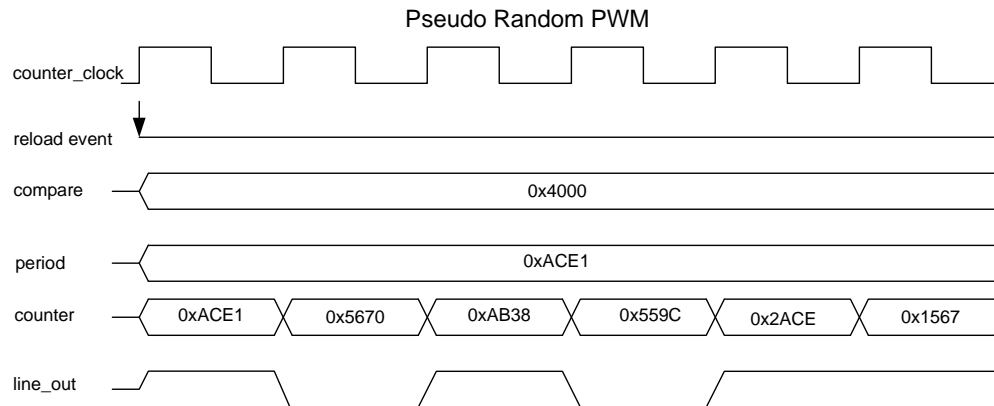 Pseudo Random PWM
counter_clock
reload event
compare 0x4000
period 0xACE1
counter 0xACE1 0x5670 0xAB38 0x559C 0x2ACE 0x1567
line_out